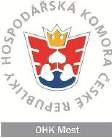 HOSPODÁŘSKÁ KOMORA ČESKÉ REPUBLIKY
OHK Most